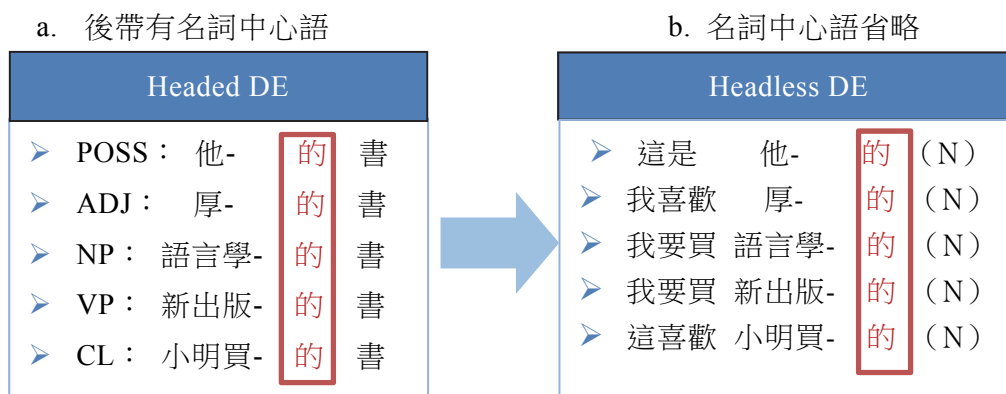 a. 後帶有名詞中心語
Headed DE
➢ POSS： 他- 的 書
➢ ADJ： 厚- 的 書
➢ NP： 語言學- 的 書
➢ VP： 新出版- 的 書
➢ CL： 小明買- 的 書
b. 名詞中心語省略
Headless DE
➢ 這是 他- 的 （N）
➢ 我喜歡 厚- 的 （N）
➢ 我要買 語言學- 的 （N）
➢ 我要買 新出版- 的 （N）
➢ 這喜歡 小明買- 的 （N）